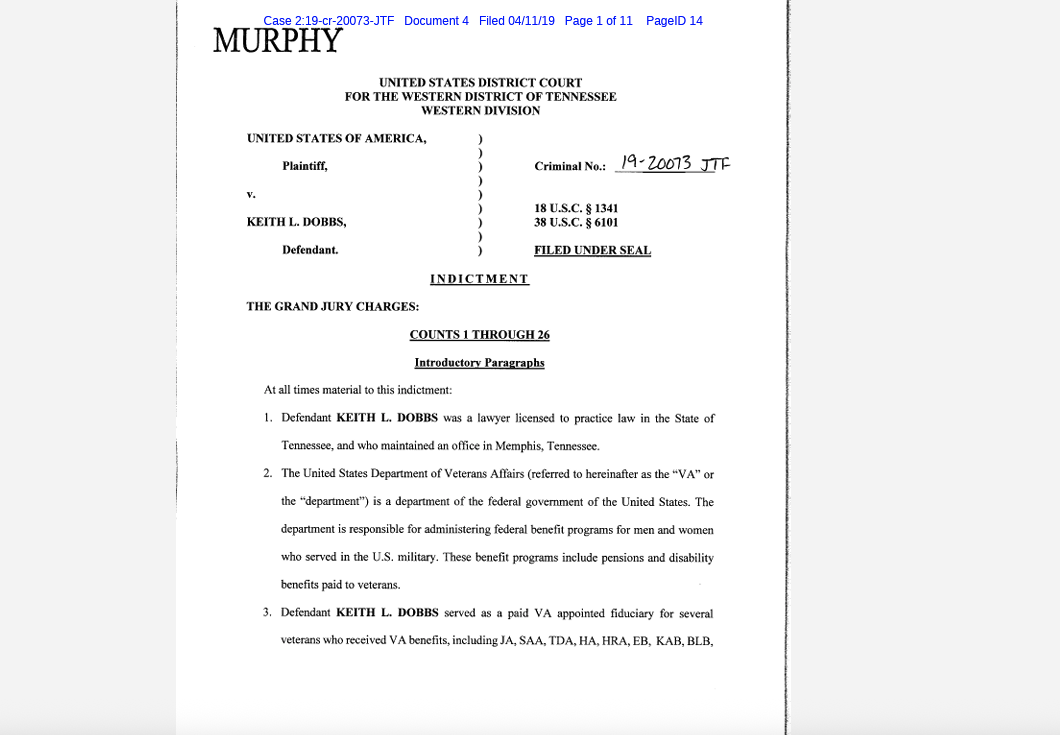 Case 2:19-cr-20073-JTF Document 4 Filed 04/11/19 Page 1 of 11 PageID 14
MURPHY
UNITED STATES DISTRICT COURT
FOR THE WESTERN DISTRICT OF TENNESSEE
WESTERN DIVISION
UNITED STATES OF AMERICA, )
)
Plaintiff, ) Criminal No.: 19-20073 JTF
)
v. )
) 18 U.S.C. § 1341
KEITH L. DOBBS, ) 38 U.S.C. § 6101
)
Defendant. ) FILED UNDER SEAL
INDICTMENT
THE GRAND JURY CHARGES:
COUNTS 1 THROUGH 26
Introductory Paragraphs
At all times material to this indictment:
1. Defendant KEITH L. DOBBS was a lawyer licensed to practice law in the State of
Tennessee, and who maintained an office in Memphis, Tennessee.
2. The United States Department of Veterans Affairs (referred to hereinafter as the “VA” or
the “department”) is a department of the federal government of the United States. The
department is responsible for administering federal benefit programs for men and women
who served in the U.S. military. These benefit programs include pensions and disability
benefits paid to veterans.
3. Defendant KEITH L. DOBBS served as a paid VA appointed fiduciary for several
veterans who received VA benefits, including JA, SAA, TDA, HA, HRA, EB, KAB, BLB,